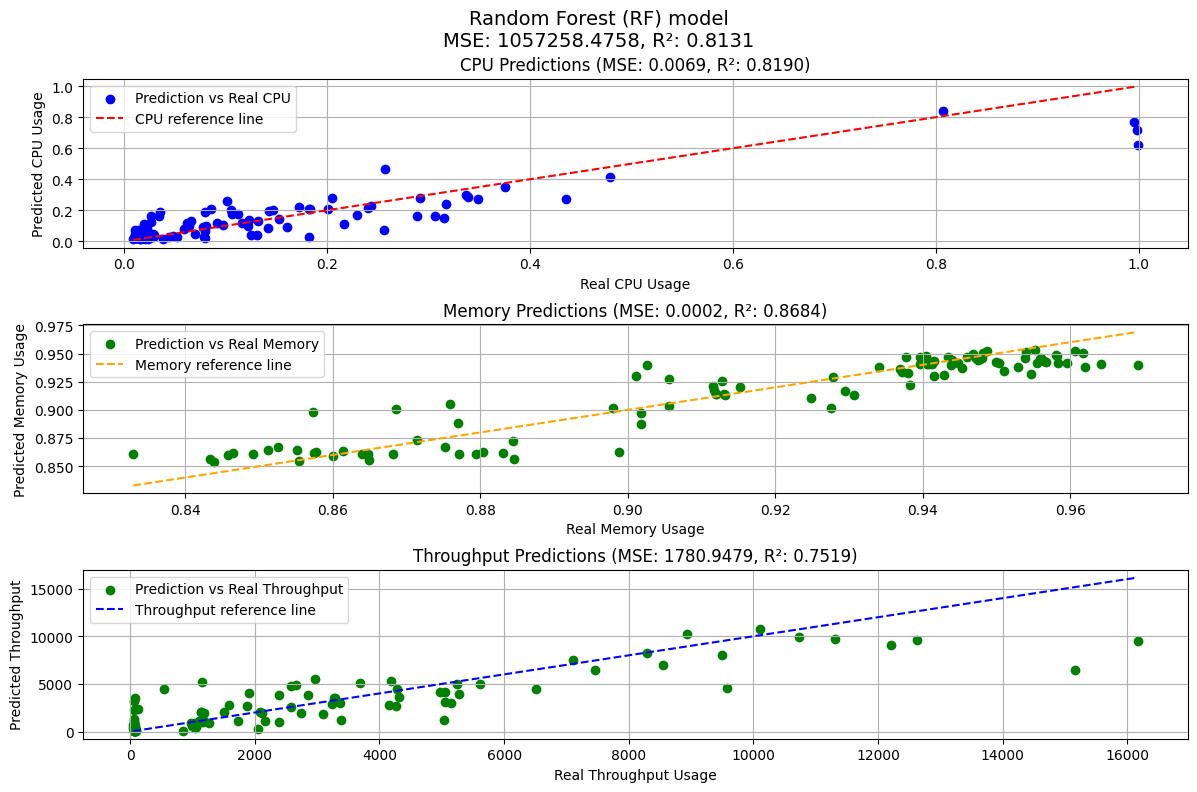 Random Forest (RF) model
MSE: 1057258.4758, R²: 0.8131
CPU Predictions (MSE: 0.0069, R²: 0.8190)
Predicted CPU Usage
1.0
0.8
0.6
0.4
0.2
0.0
Prediction vs Real CPU
CPU reference line
0.0 0.2 0.4 0.6 0.8 1.0
Real CPU Usage
Memory Predictions (MSE: 0.0002, R²: 0.8684)
Predicted Memory Usage
0.975
0.950
0.925
0.900
0.875
0.850
Prediction vs Real Memory
Memory reference line
0.84 0.86 0.88 0.90 0.92 0.94 0.96
Real Memory Usage
Throughput Predictions (MSE: 1780.9479, R²: 0.7519)
Predicted Throughput
15000
10000
5000
0
Prediction vs Real Throughput
Throughput reference line
0 2000 4000 6000 8000 10000 12000 14000 16000
Real Throughput Usage